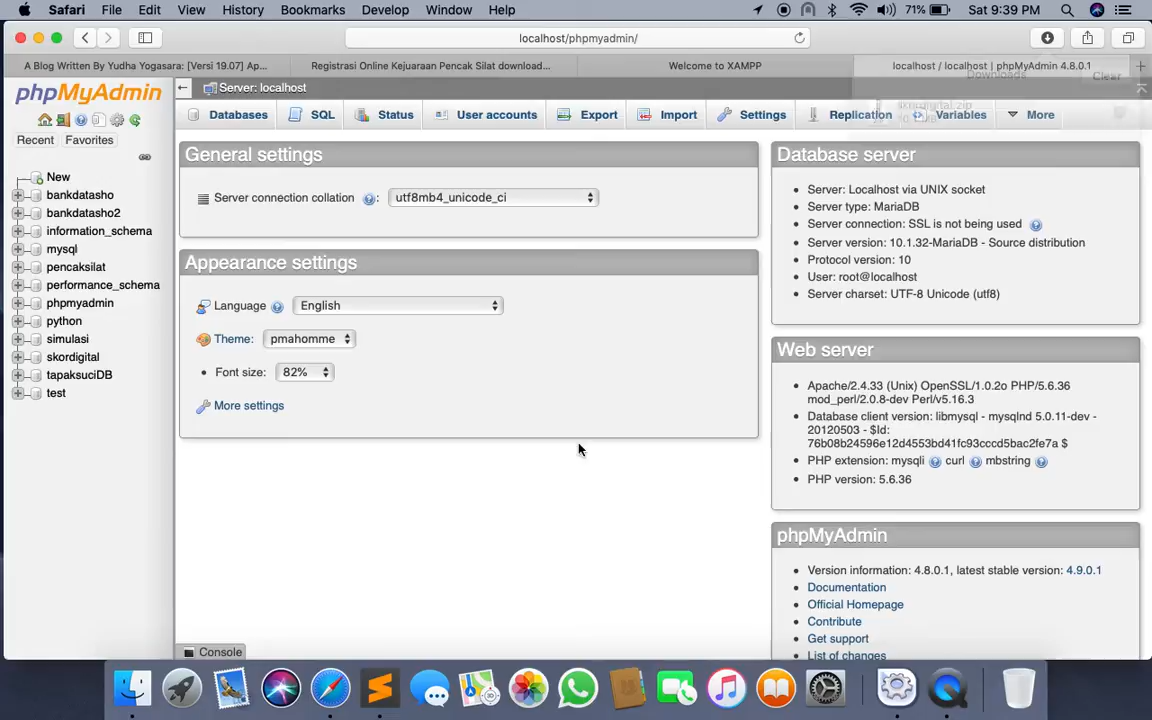 Safari File Edit View History Bookmarks Develop Window Help 71% Sat 9:39 PM
localhost/phpmyadmin/
A Blog Written By Yudha Yogasara: [Versi 19.07] Ap... Registrasi Online Kejuaraan Pencak Silat download... Welcome to XAMPP localhost / localhost | phpMyAdmin 4.8.0.1
Downloads Clear
phpMyAdmin
Recent Favorites
New
bankdatasho
bankdatasho2
information_schema
mysql
pencaksilat
performance_schema
phpmyadmin
python
simulasi
skordigital
tapaksuciDB
test
Server: localhost
Databases SQL Status User accounts Export Import Settings Replication Variables More
General settings
Server connection collation : utf8mb4_unicode_ci
Appearance settings
Language English
Theme: pmahomme
Font size: 82%
More settings
Database server
Server: Localhost via UNIX socket
Server type: MariaDB
Server connection: SSL is not being used
Server version: 10.1.32-MariaDB - Source distribution
Protocol version: 10
User: root@localhost
Server charset: UTF-8 Unicode (utf8)
Web server
Apache/2.4.33 (Unix) OpenSSL/1.0.2o PHP/5.6.36
mod_perl/2.0.8-dev Perl/v5.16.3
Database client version: libmysql - mysqlnd 5.0.11-dev -
20120503 - $Id:
76b08b24596e12d4553bd41fc93cccd5bac2fe7a $
PHP extension: mysqli curl mbstring
PHP version: 5.6.36
phpMyAdmin
Version information: 4.8.0.1, latest stable version: 4.9.0.1
Documentation
Official Homepage
Contribute
Get support
List of changes
Console